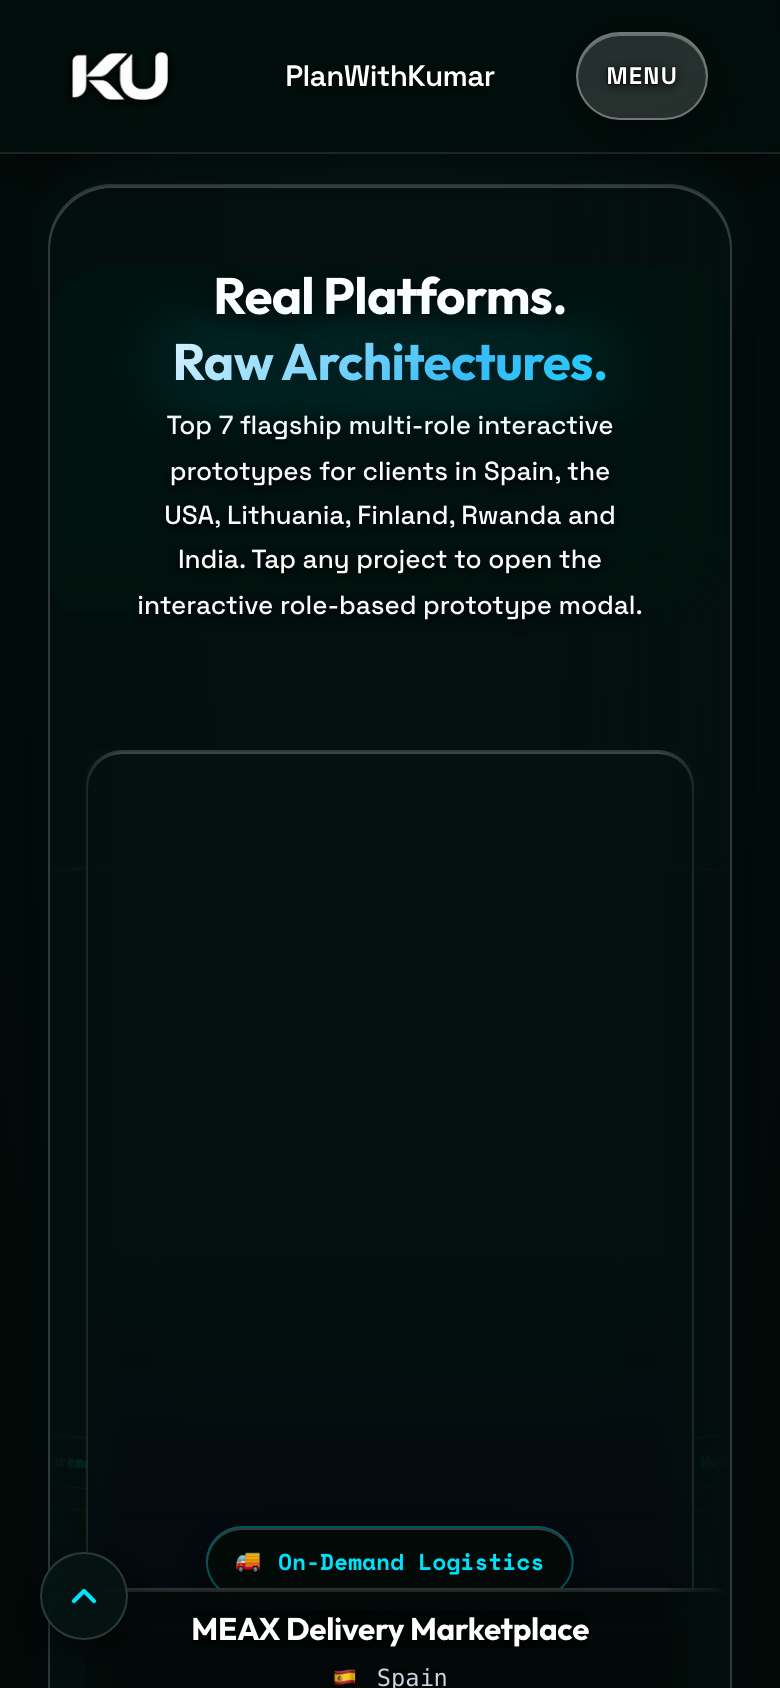 KU
PlanWithKumar
MENU
Real Platforms.
Raw Architectures.
Top 7 flagship multi-role interactive
prototypes for clients in Spain, the
USA, Lithuania, Finland, Rwanda and
India. Tap any project to open the
interactive role-based prototype modal.
🚚 On-Demand Logistics
MEAX Delivery Marketplace
🇪🇸 Spain